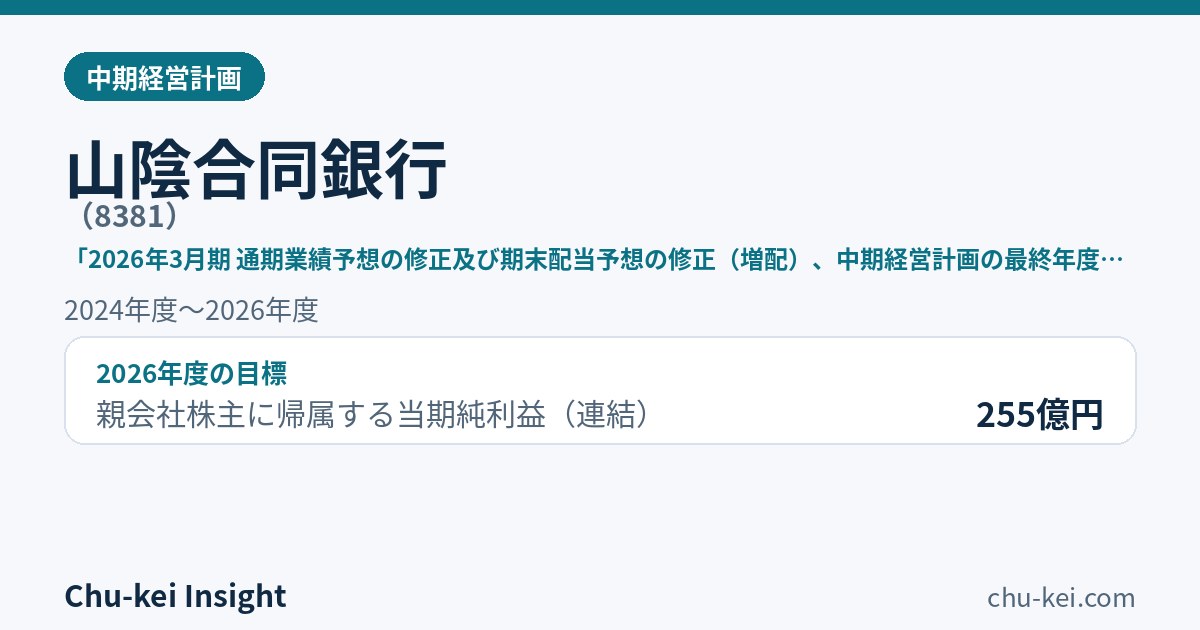 中期経営計画
山陰合同銀行
（8381）
「2026年3月期 通期業績予想の修正及び期末配当予想の修正（増配）、中期経営計画の最終年度…
2024年度～2026年度
2026年度の目標
親会社株主に帰属する当期純利益（連結） 255億円
Chu-kei Insight chu-kei.com